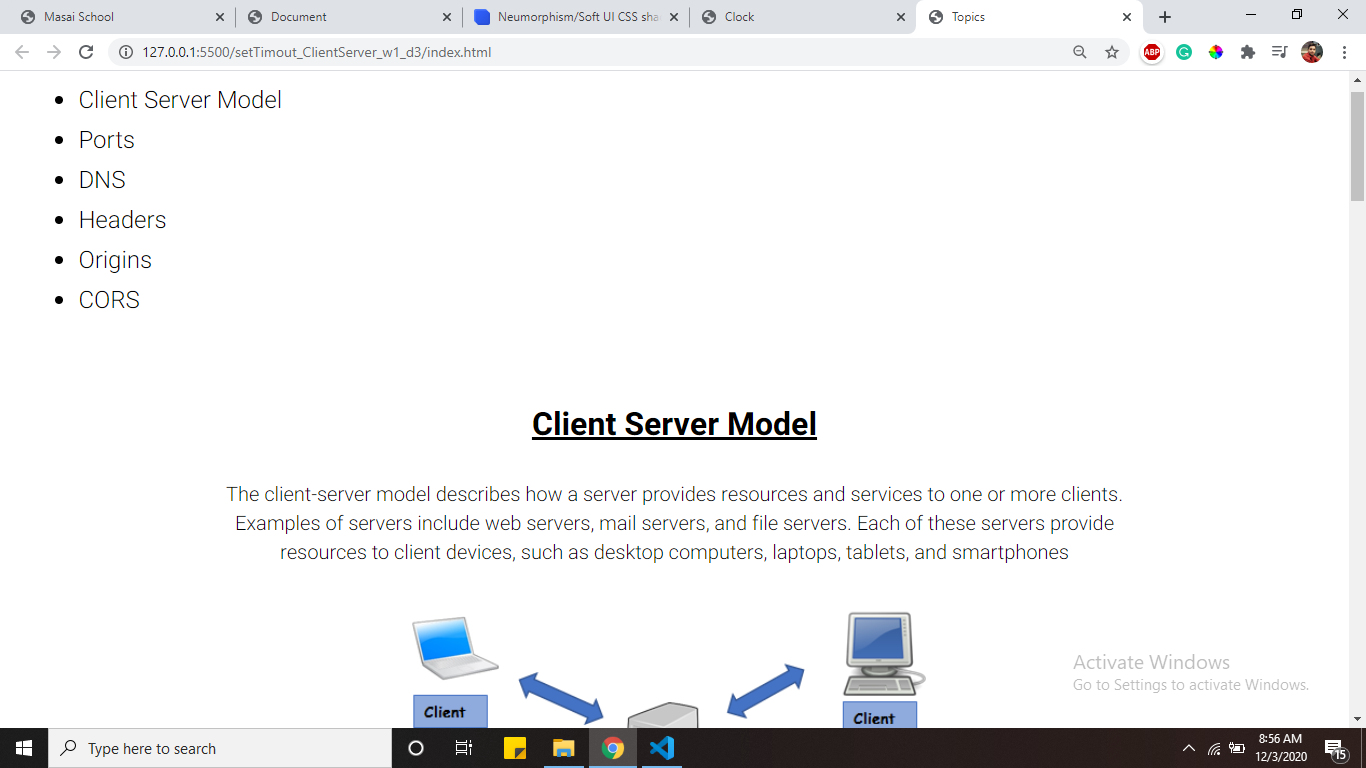 Masai School
Document
Neumorphism/Soft UI CSS sha
Clock
Topics
127.0.0.1:5500/setTimout_ClientServer_w1_d3/index.html
ABP
Client Server Model
Ports
DNS
Headers
Origins
CORS
Client Server Model
The client-server model describes how a server provides resources and services to one or more clients.
Examples of servers include web servers, mail servers, and file servers. Each of these servers provide
resources to client devices, such as desktop computers, laptops, tablets, and smartphones
Client
Client
Activate Windows
Go to Settings to activate Windows.
Type here to search
8:56 AM
12/3/2020
15